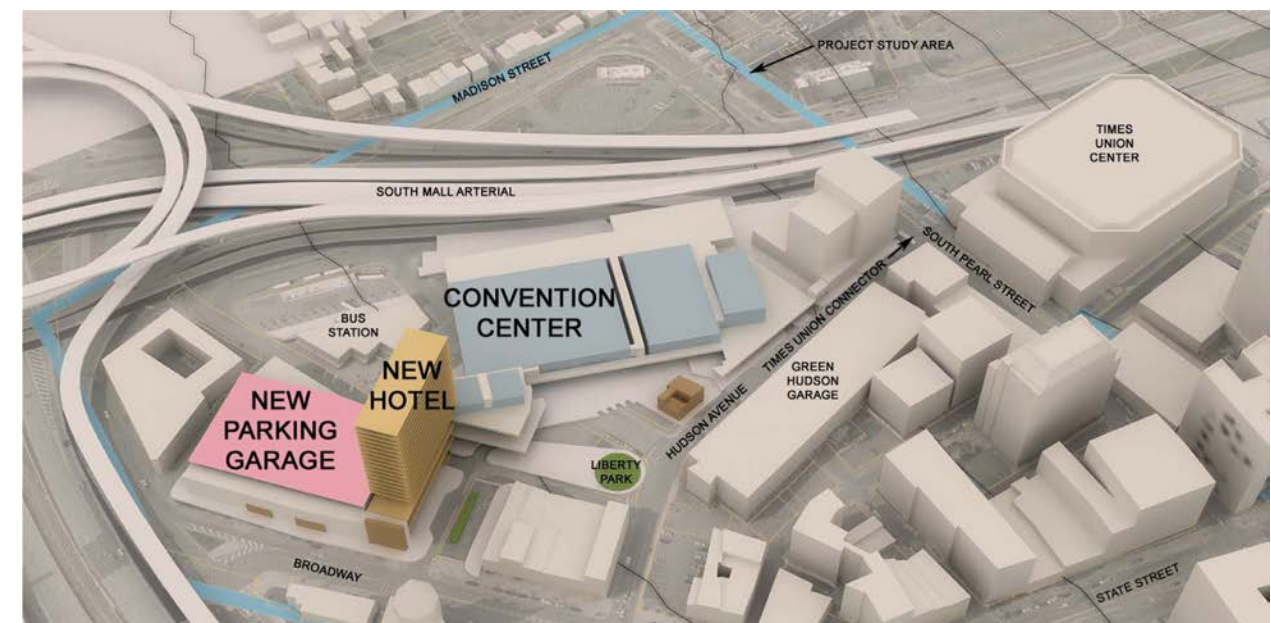 PROJECT STUDY AREA
MADISON STREET
TIMES
UNION
CENTER
SOUTH MALL ARTERIAL
SOUTH PEARL STREET
CONVENTION
CENTER
BUS
STATION
TIMES UNION CONNECTOR
NEW
HOTEL
GREEN
HUDSON
GARAGE
NEW
PARKING
GARAGE
HUDSON AVENUE
LIBERTY
PARK
BROADWAY
STATE STREET